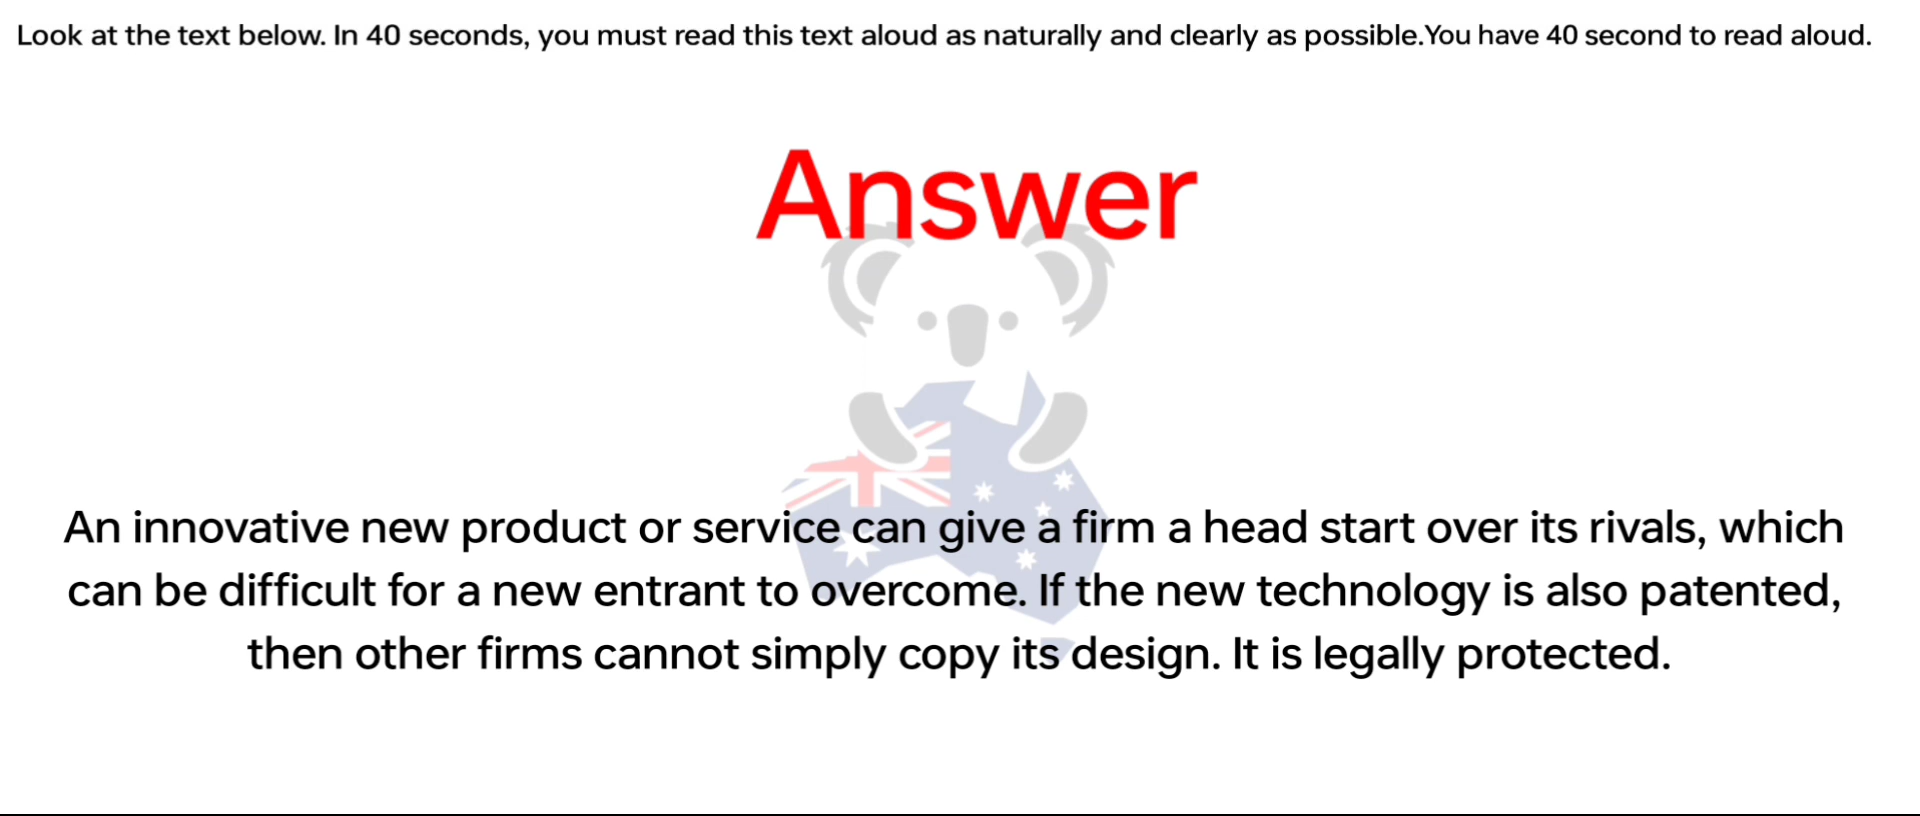 Look at the text below. In 40 seconds, you must read this text aloud as naturally and clearly as possible.You have 40 second to read aloud.
Answer
An innovative new product or service can give a firm a head start over its rivals, which
can be difficult for a new entrant to overcome. If the new technology is also patented,
then other firms cannot simply copy its design. It is legally protected.